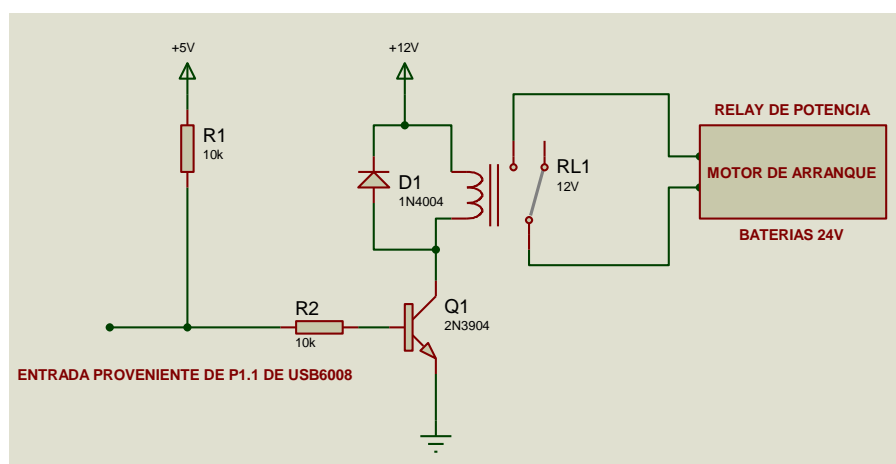 +5V
+12V
R1
10k
D1
1N4004
RL1
12V
RELAY DE POTENCIA
MOTOR DE ARRANQUE
BATERIAS 24V
R2
10k
Q1
2N3904
ENTRADA PROVENIENTE DE P1.1 DE USB6008